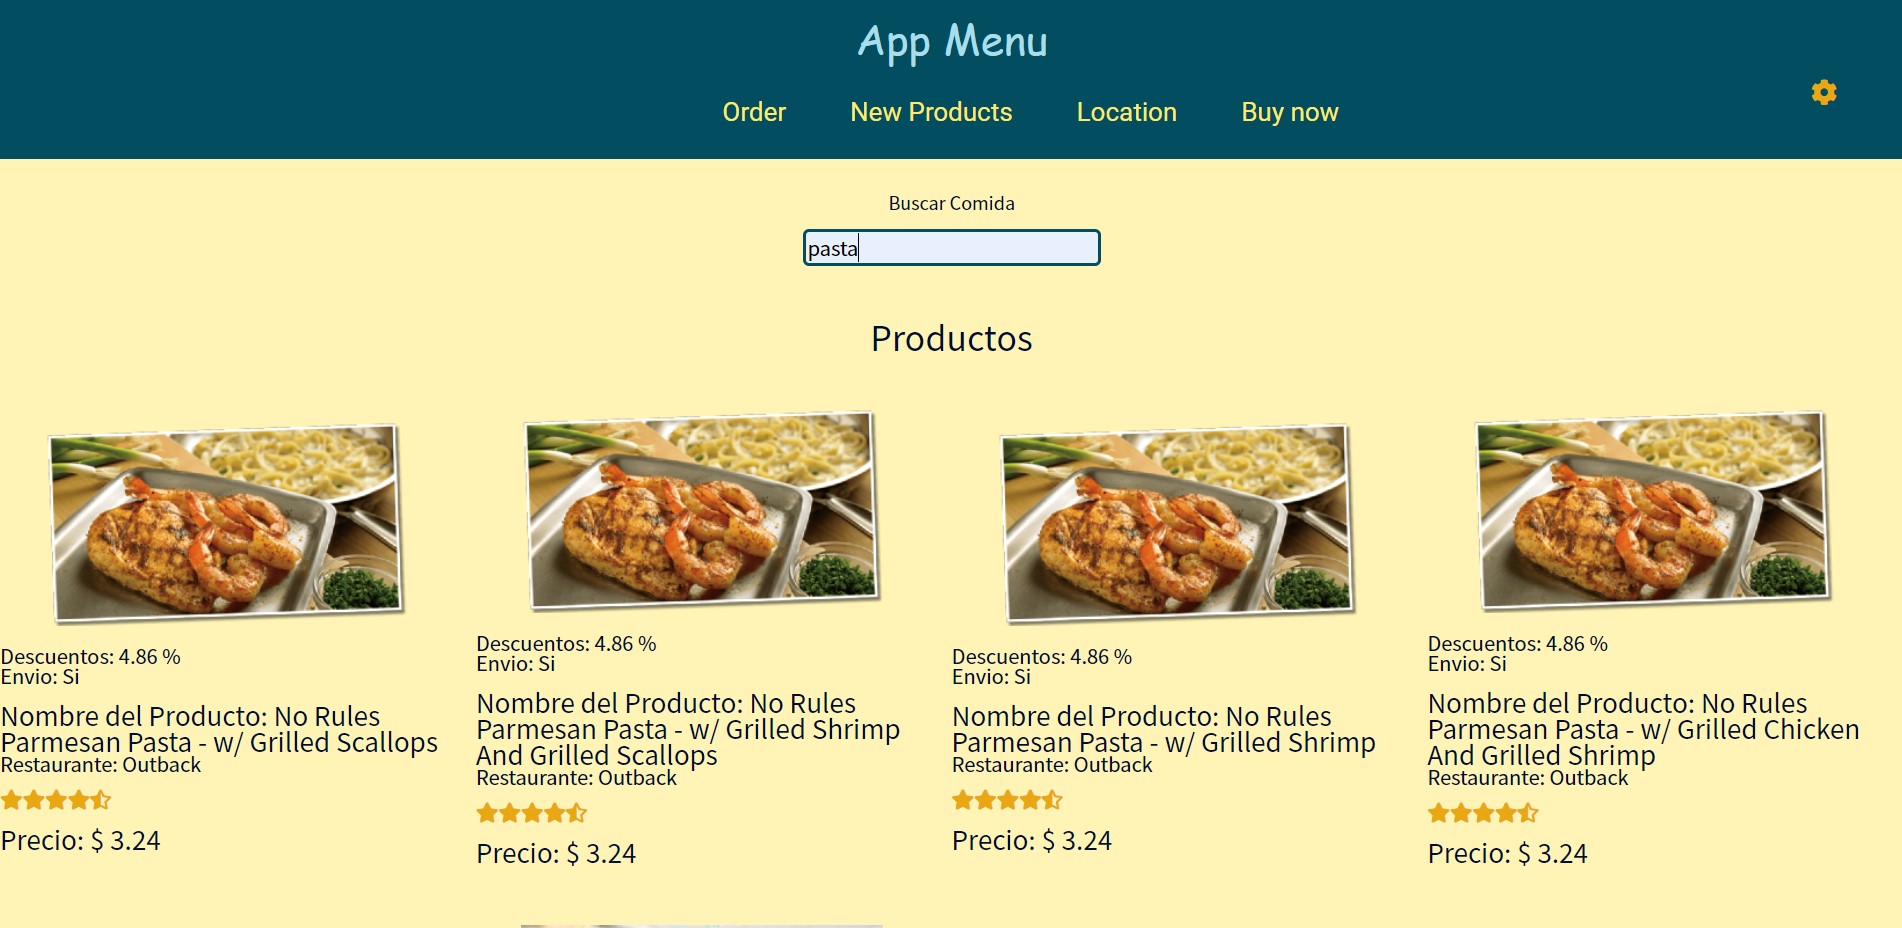 App Menu
Order
New Products
Location
Buy now
Buscar Comida
pasta
Productos
Descuentos: 4.86 %
Envio: Si
Nombre del Producto: No Rules
Parmesan Pasta - w/ Grilled Scallops
Restaurante: Outback
Precio: $ 3.24
Descuentos: 4.86 %
Envio: Si
Nombre del Producto: No Rules
Parmesan Pasta - w/ Grilled Shrimp
And Grilled Scallops
Restaurante: Outback
Precio: $ 3.24
Descuentos: 4.86 %
Envio: Si
Nombre del Producto: No Rules
Parmesan Pasta - w/ Grilled Shrimp
Restaurante: Outback
Precio: $ 3.24
Descuentos: 4.86 %
Envio: Si
Nombre del Producto: No Rules
Parmesan Pasta - w/ Grilled Chicken
And Grilled Shrimp
Restaurante: Outback
Precio: $ 3.24